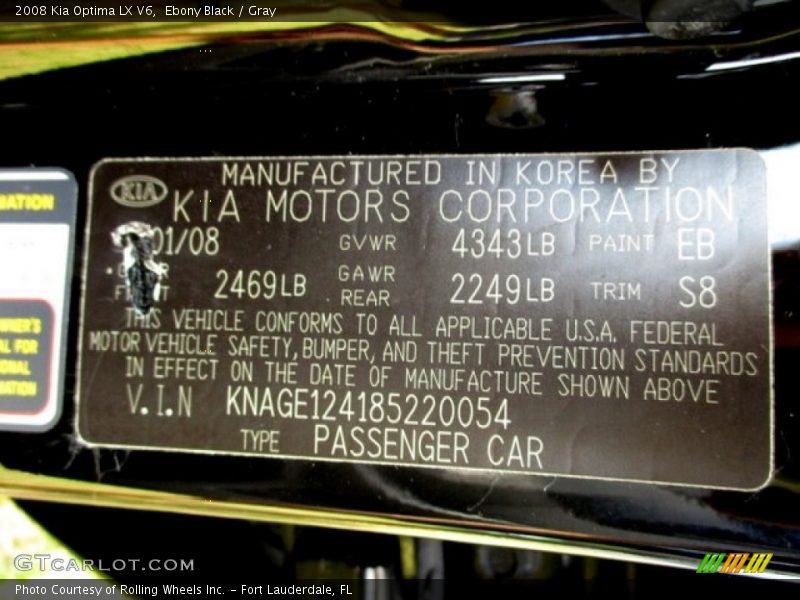 2008 Kia Optima LX V6, Ebony Black / Gray
MANUFACTURED IN KOREA BY
KIA
KIA MOTORS CORPORATION
01/08 GVWR 4343LB PAINT EB
2469LB GAWR REAR 2249LB TRIM S8
THIS VEHICLE CONFORMS TO ALL APPLICABLE U.S.A. FEDERAL
MOTOR VEHICLE SAFETY, BUMPER, AND THEFT PREVENTION STANDARDS
IN EFFECT ON THE DATE OF MANUFACTURE SHOWN ABOVE
V.I.N KNAGE124185220054
TYPE PASSENGER CAR
GTCARLOT.COM
Photo Courtesy of Rolling Wheels Inc. - Fort Lauderdale, FL